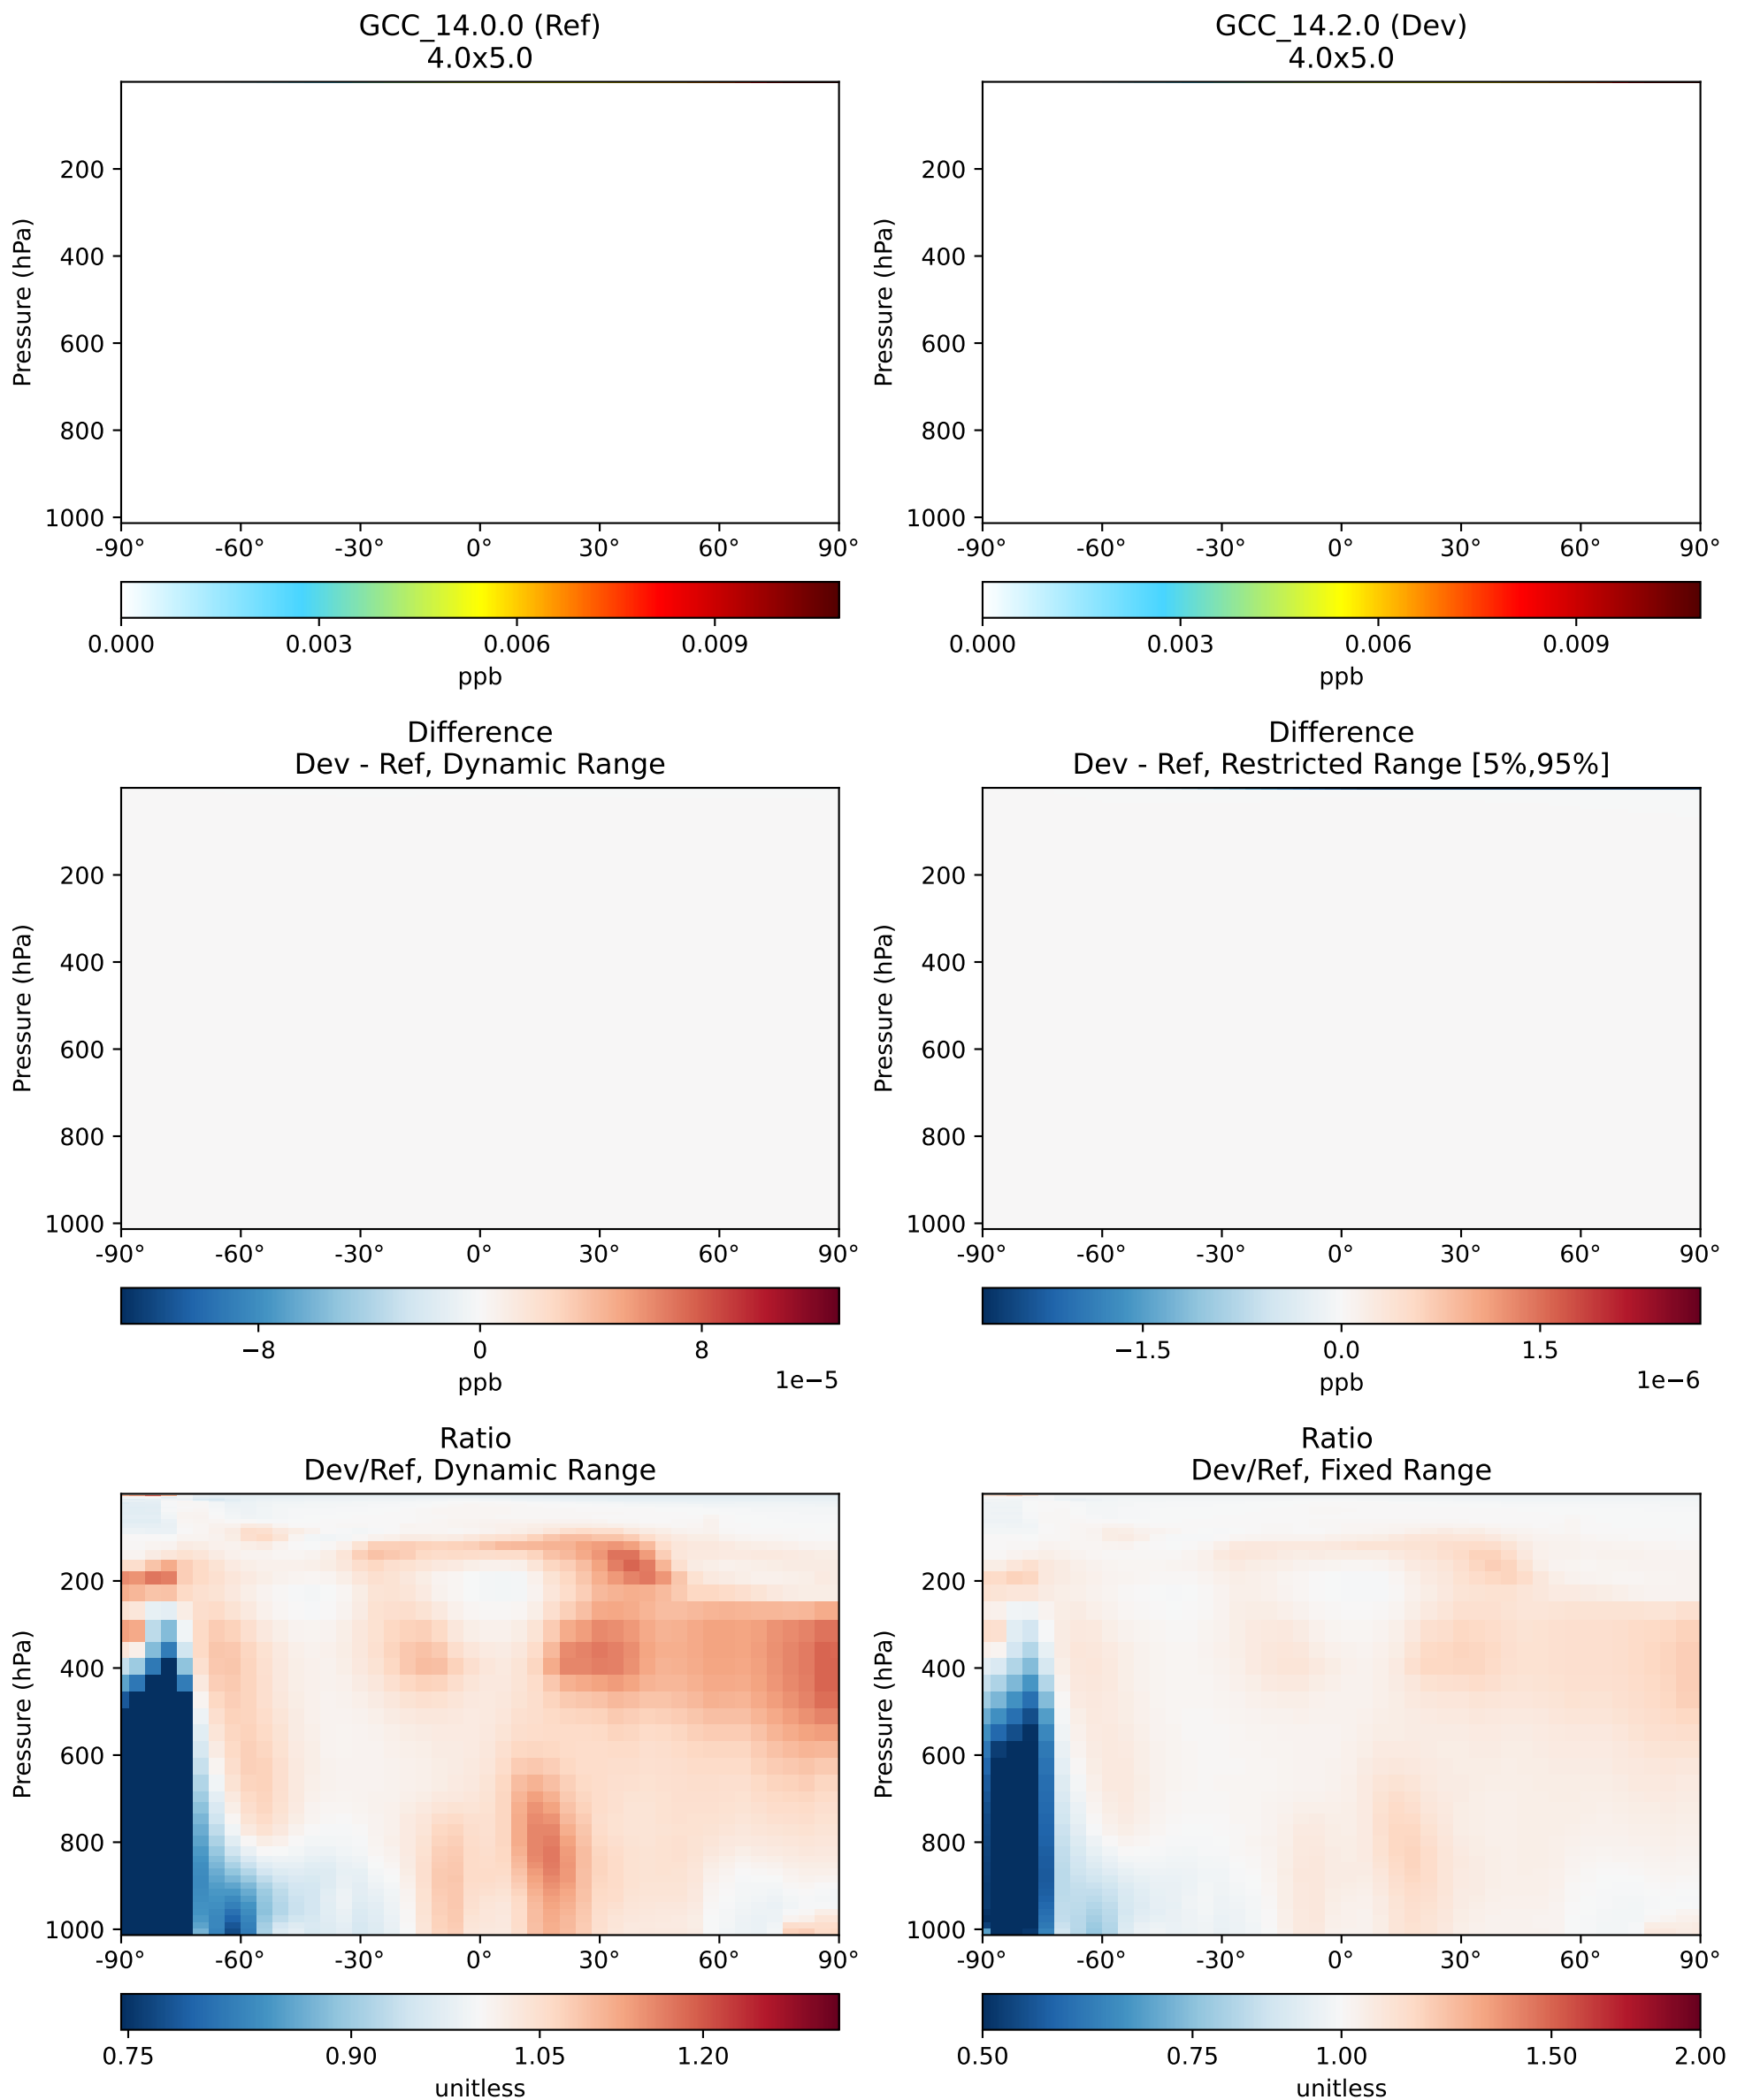 GCC_14.0.0 (Ref)
4.0x5.0
Pressure (hPa)
200
400
600
800
1000
-90° -60° -30° 0° 30° 60° 90°
0.000 0.003 0.006 0.009
ppb
GCC_14.2.0 (Dev)
4.0x5.0
Pressure (hPa)
200
400
600
800
1000
-90° -60° -30° 0° 30° 60° 90°
0.000 0.003 0.006 0.009
ppb
Difference
Dev - Ref, Dynamic Range
Pressure (hPa)
200
400
600
800
1000
-90° -60° -30° 0° 30° 60° 90°
−8 0 8
ppb 1e−5
Difference
Dev - Ref, Restricted Range [5%,95%]
Pressure (hPa)
200
400
600
800
1000
-90° -60° -30° 0° 30° 60° 90°
−1.5 0.0 1.5
ppb 1e−6
Ratio
Dev/Ref, Dynamic Range
Pressure (hPa)
200
400
600
800
1000
-90° -60° -30° 0° 30° 60° 90°
0.75 0.90 1.05 1.20
unitless
Ratio
Dev/Ref, Fixed Range
Pressure (hPa)
200
400
600
800
1000
-90° -60° -30° 0° 30° 60° 90°
0.50 0.75 1.00 1.50 2.00
unitless